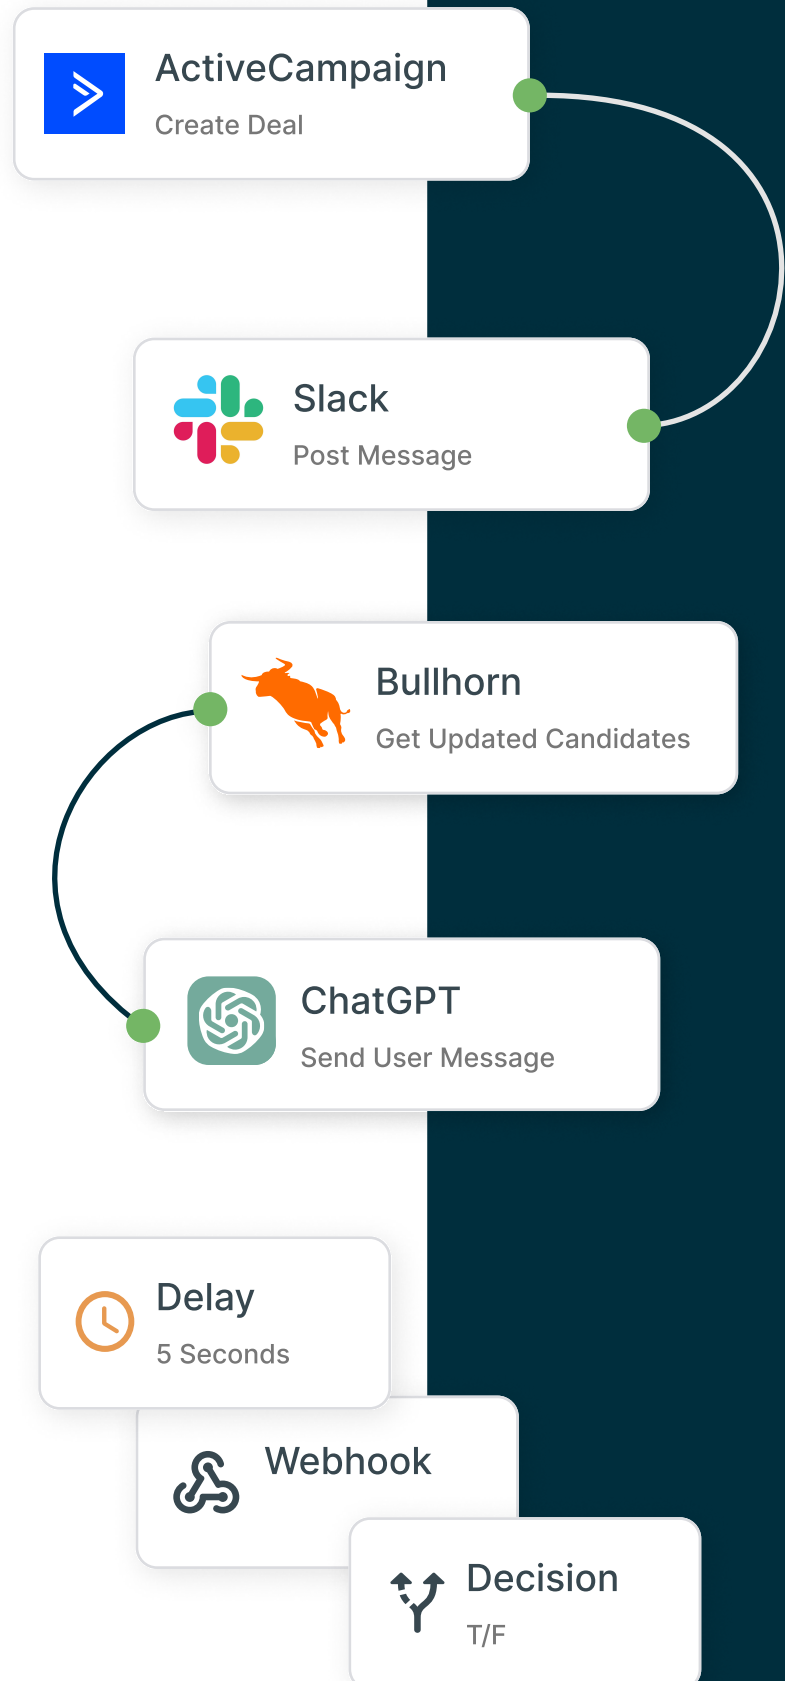 ActiveCampaign
Create Deal
Slack
Post Message
Bullhorn
Get Updated Candidates
ChatGPT
Send User Message
Delay
5 Seconds
Webhook
Decision
T/F